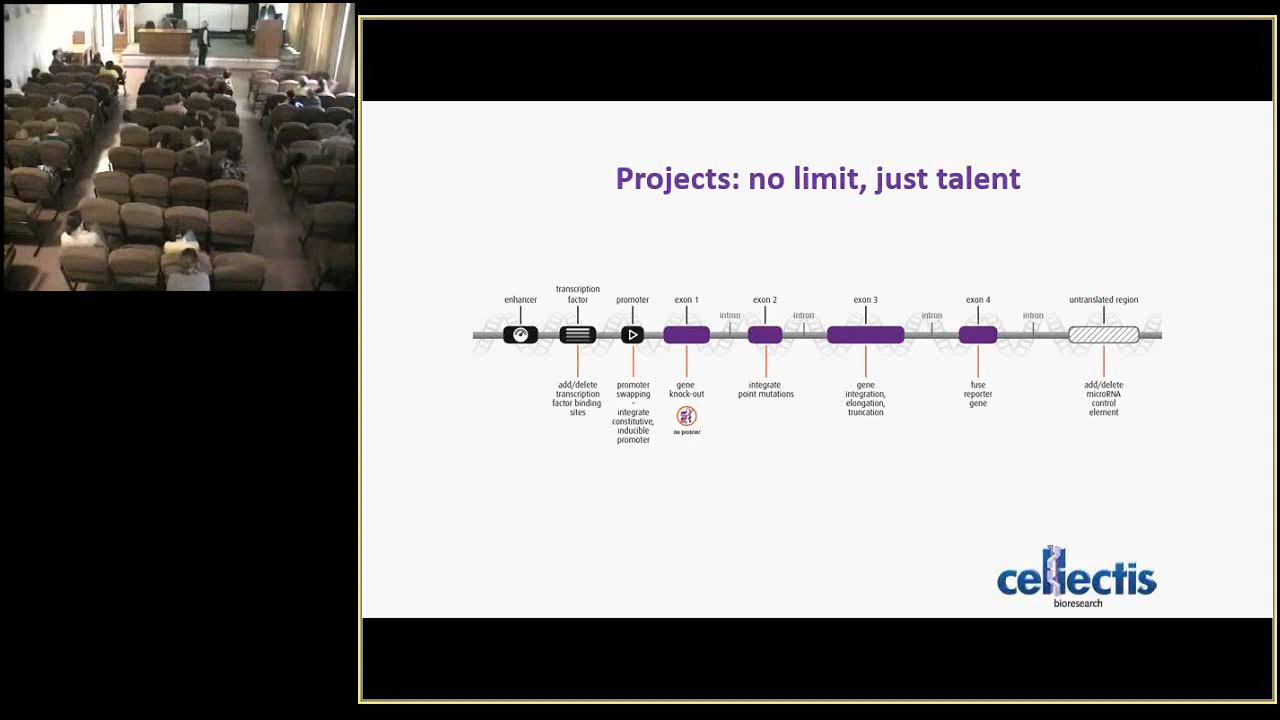 Projects: no limit, just talent
enhancer
transcription
factor
promoter
exon 1
intron
exon 2
intron
exon 3
intron
exon 4
intron
untranslated region
add/delete
transcription
factor binding
sites
promoter
swapping
-
integrate
constitutive,
inducible
promoter
gene
knock-out
no protein!
integrate
point mutations
gene
integration,
elongation,
truncation
fuse
reporter
gene
add/delete
microRNA
control
element
cellectis
bioresearch